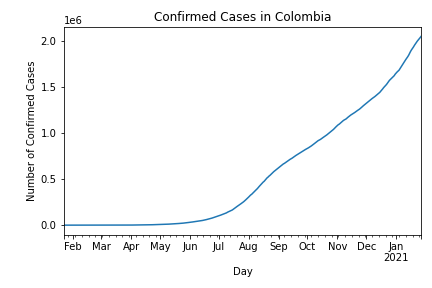 Confirmed Cases in Colombia
1e6
2.0
1.5
1.0
0.5
0.0
Number of Confirmed Cases
Feb Mar Apr May Jun Jul Aug Sep Oct Nov Dec Jan
2021
Day